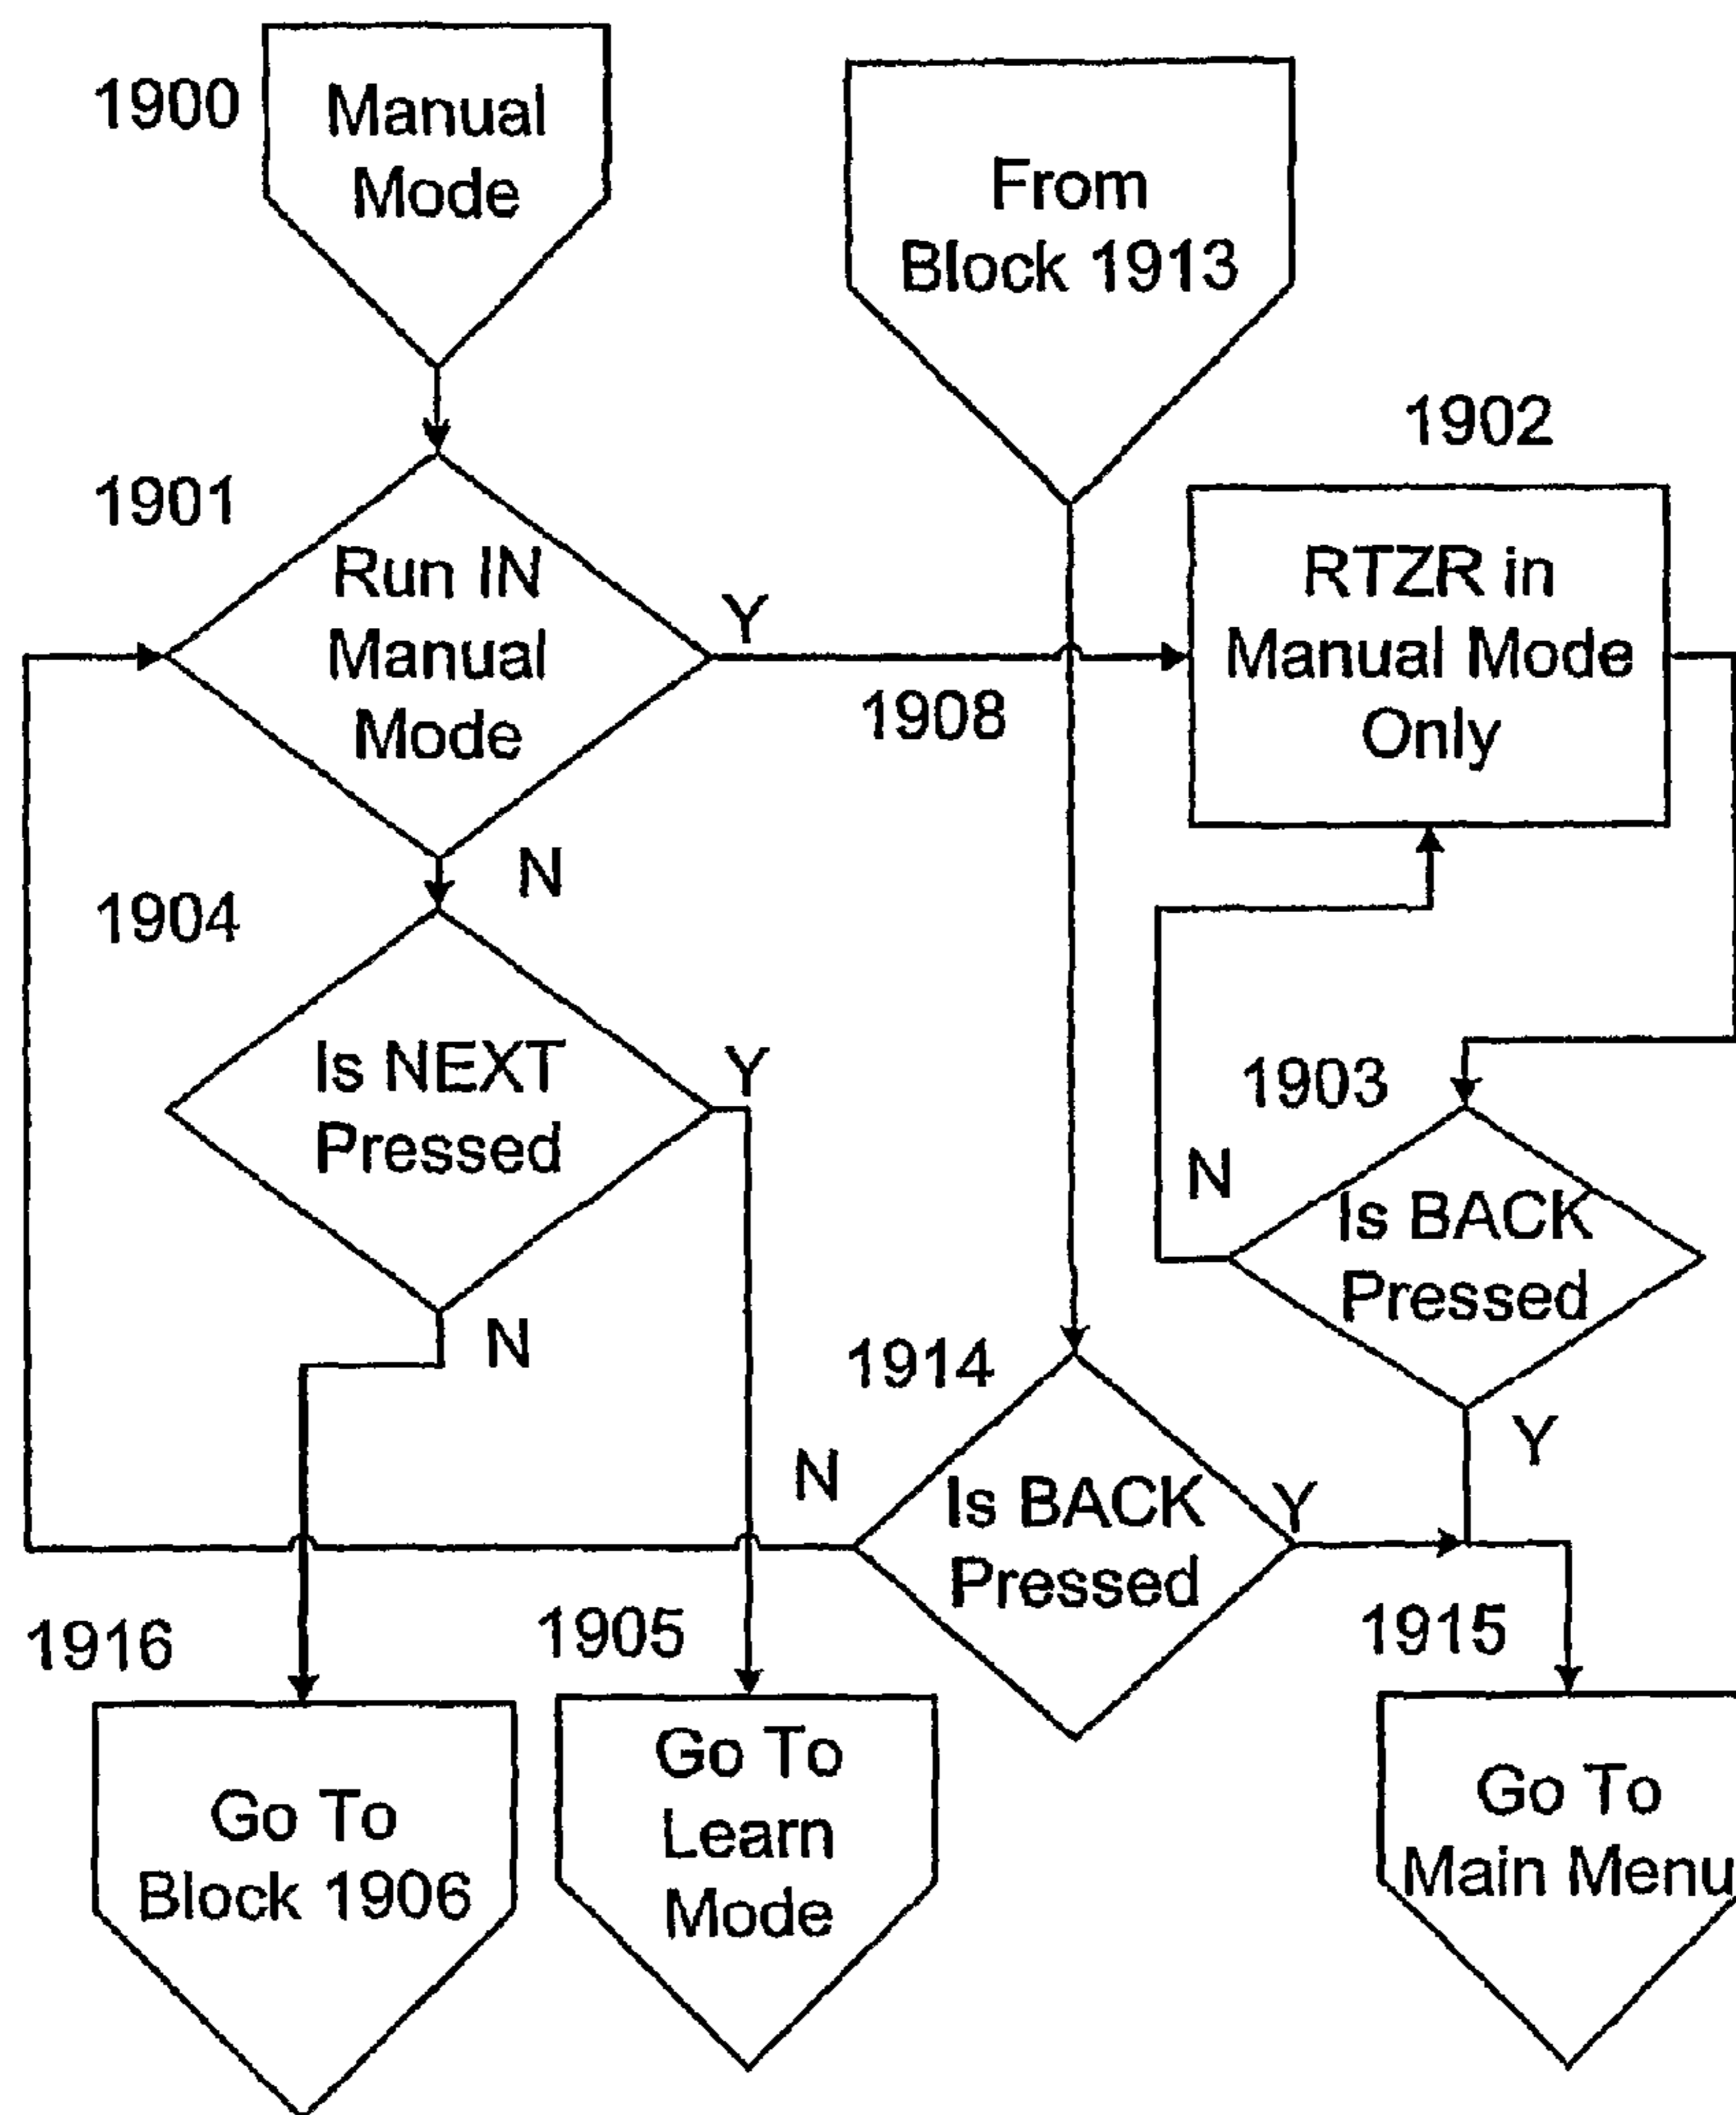 1900
Manual
Mode
From
Block 1913
1901
Run IN
Manual
Mode
Y
1908
1902
RTZR in
Manual Mode
Only
N
1904
Is NEXT
Pressed
Y
N
1903
Is BACK
Pressed
N
Y
1914
Is BACK
Pressed
N
Y
1916
Go To
Block 1906
1905
Go To
Learn
Mode
1915
Go To
Main Menu